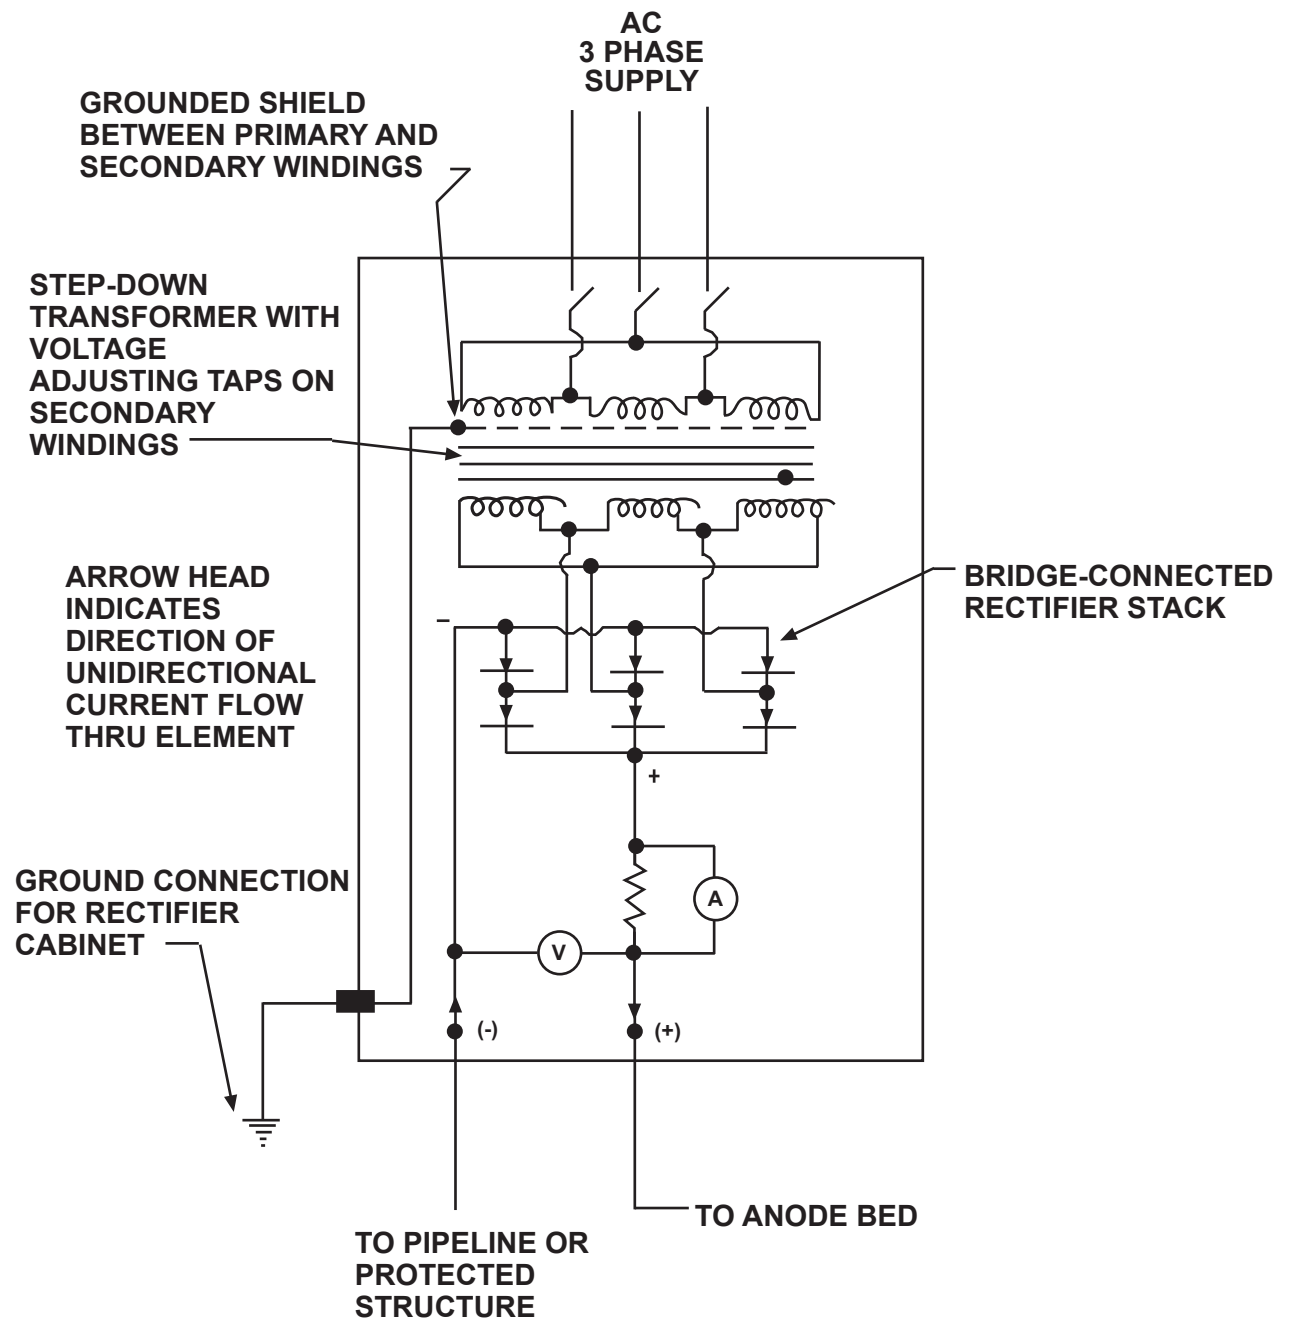 AC
3 PHASE
SUPPLY
GROUNDED SHIELD
BETWEEN PRIMARY AND
SECONDARY WINDINGS
STEP-DOWN
TRANSFORMER WITH
VOLTAGE
ADJUSTING TAPS ON
SECONDARY
WINDINGS
ARROW HEAD
INDICATES
DIRECTION OF
UNIDIRECTIONAL
CURRENT FLOW
THRU ELEMENT
BRIDGE-CONNECTED
RECTIFIER STACK
–
+
GROUND CONNECTION
FOR RECTIFIER
CABINET
A
V
(-)
(+)
TO ANODE BED
TO PIPELINE OR
PROTECTED
STRUCTURE